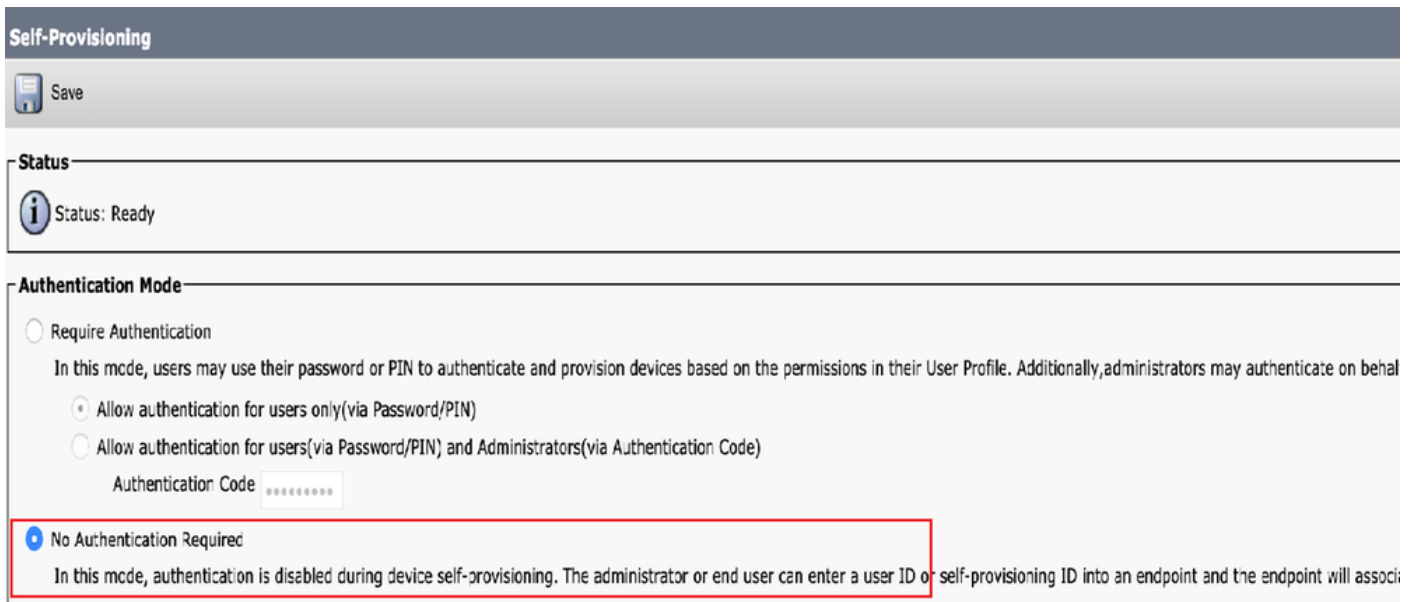 Self-Provisioning
Save
Status
Status: Ready
Authentication Mode
Require Authentication
In this mode, users may use their password or PIN to authenticate and provision devices based on the permissions in their User Profile. Additionally,administrators may authenticate on behal
Allow authentication for users only(via Password/PIN)
Allow authentication for users(via Password/PIN) and Administrators(via Authentication Code)
Authentication Code •••••••••
No Authentication Required
In this mode, authentication is disabled during device self-provisioning. The administrator or end user can enter a user ID or self-provisioning ID into an endpoint and the endpoint will associa